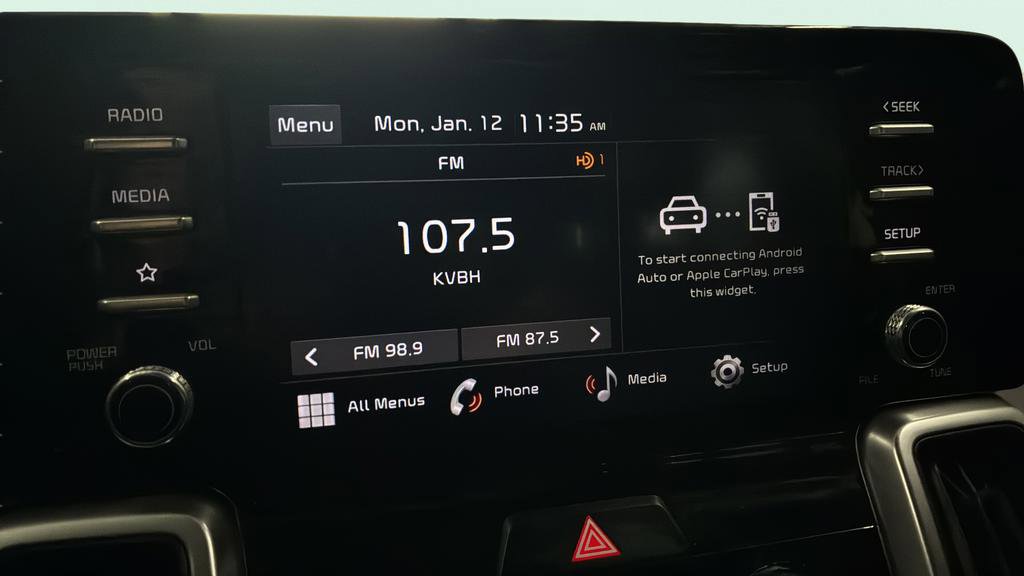 RADIO
MEDIA
POWER
PUSH
VOL
Menu
Mon, Jan. 12
11:35 AM
FM
HD 1
107.5
KVBH
FM 98.9
FM 87.5
To start connecting Android
Auto or Apple CarPlay, press
this widget.
All Menus
Phone
Media
Setup
<SEEK
TRACK>
SETUP
ENTER
FILE
TUNE